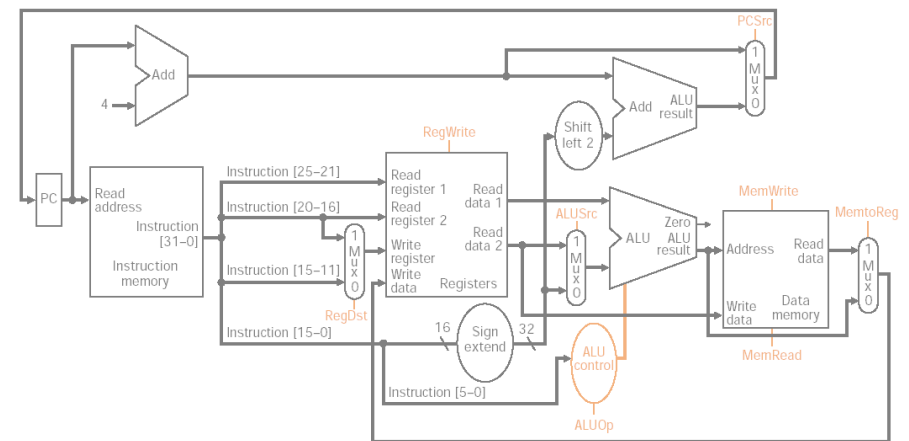 PCSrc
1
M
u
x
0
Add
4
ALU
Add result
Shift
left 2
RegWrite
PC
Read
address
Instruction
[31–0]
Instruction
memory
Instruction [25–21]
Instruction [20–16]
Instruction [15–11]
Instruction [15–0]
Instruction [5–0]
1
M
u
x
0
RegDst
Read
register 1
Read
register 2
Write
register
Write
data
Read
data 1
Read
data 2
Registers
16
Sign
extend
32
ALUSrc
1
M
u
x
0
Zero
ALU ALU
result
ALU
control
ALUOp
MemWrite
Address
Read
data
Write
data
Data
memory
MemRead
MemtoReg
1
M
u
x
0